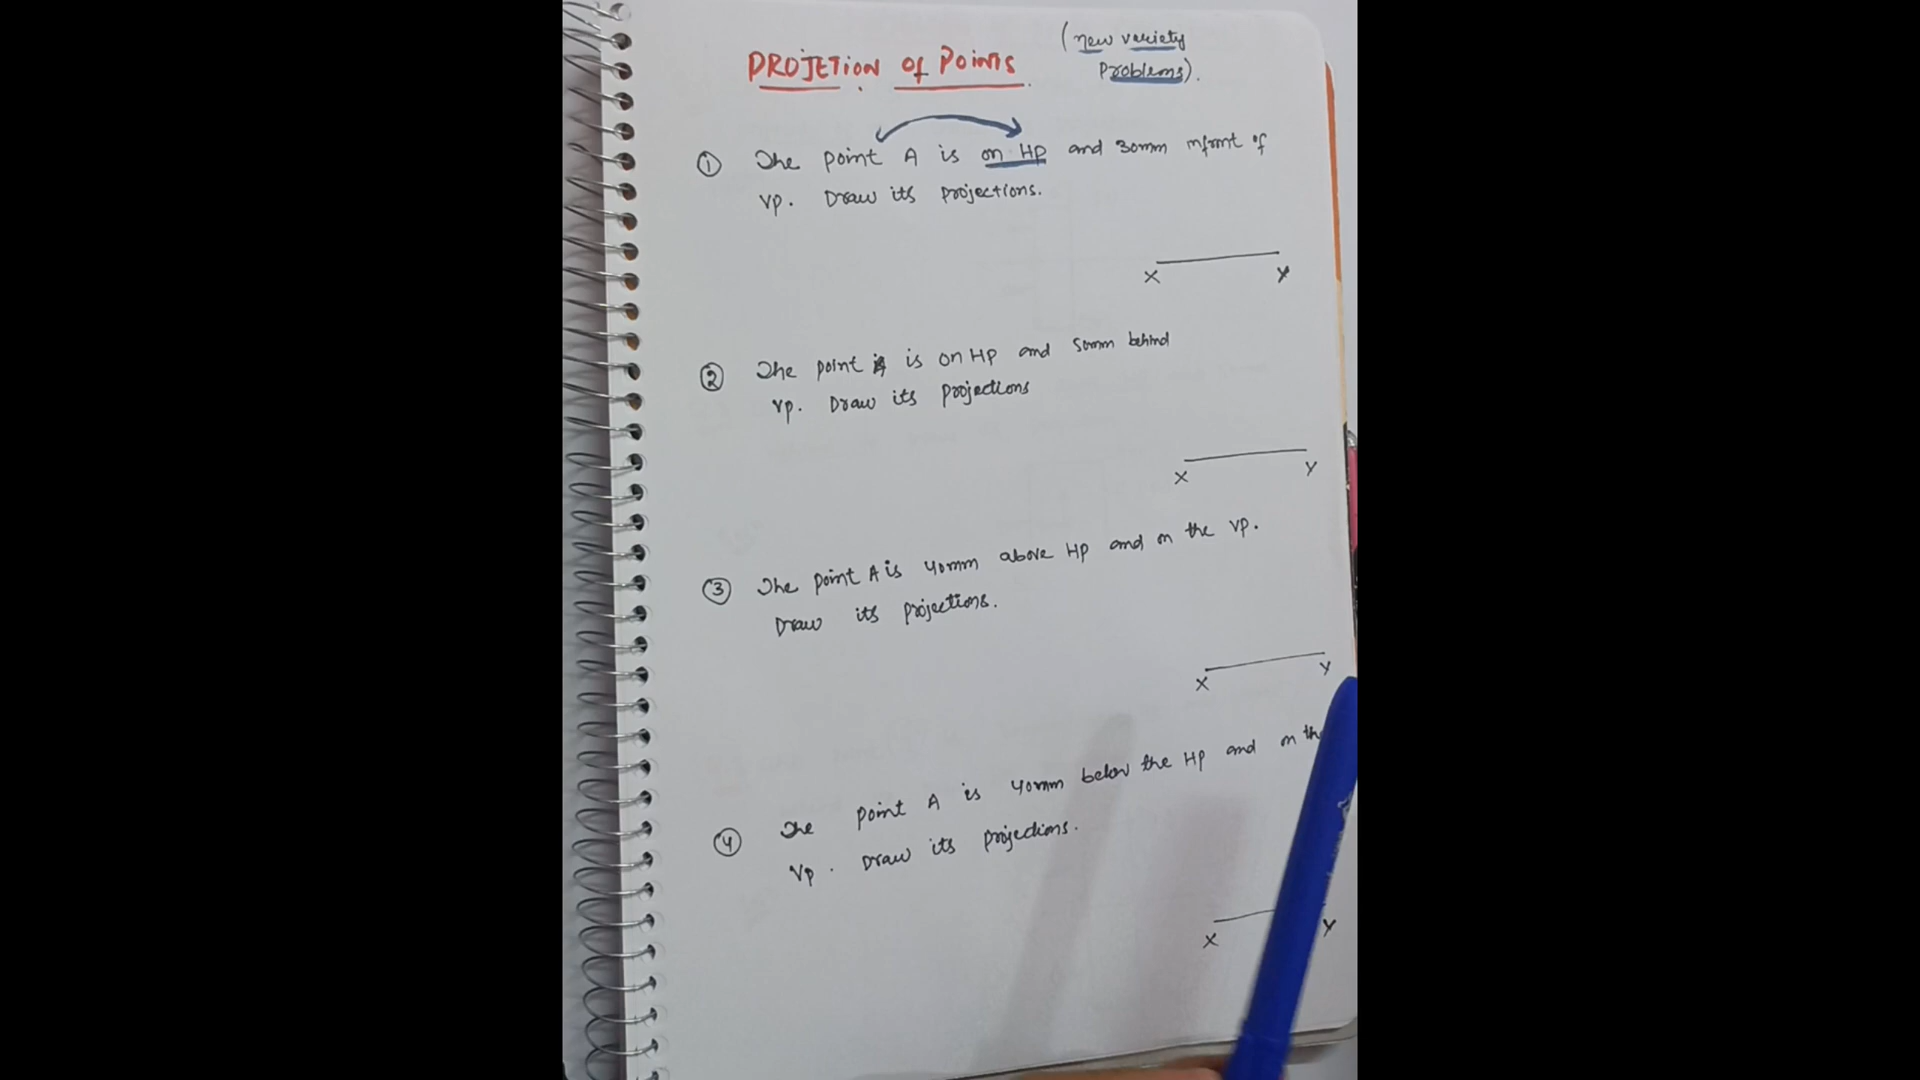 PROJETION of Points
(new variety
Problems).
① The point A is on HP and 30mm infront of
VP. Draw its projections.
X Y
② The point A is on HP and 50mm behind
VP. Draw its projections
X Y
③ The point A is 40mm above HP and on the VP.
Draw its projections.
X Y
④ The point A is 40mm below the HP and on the
VP. Draw its projections.
X Y